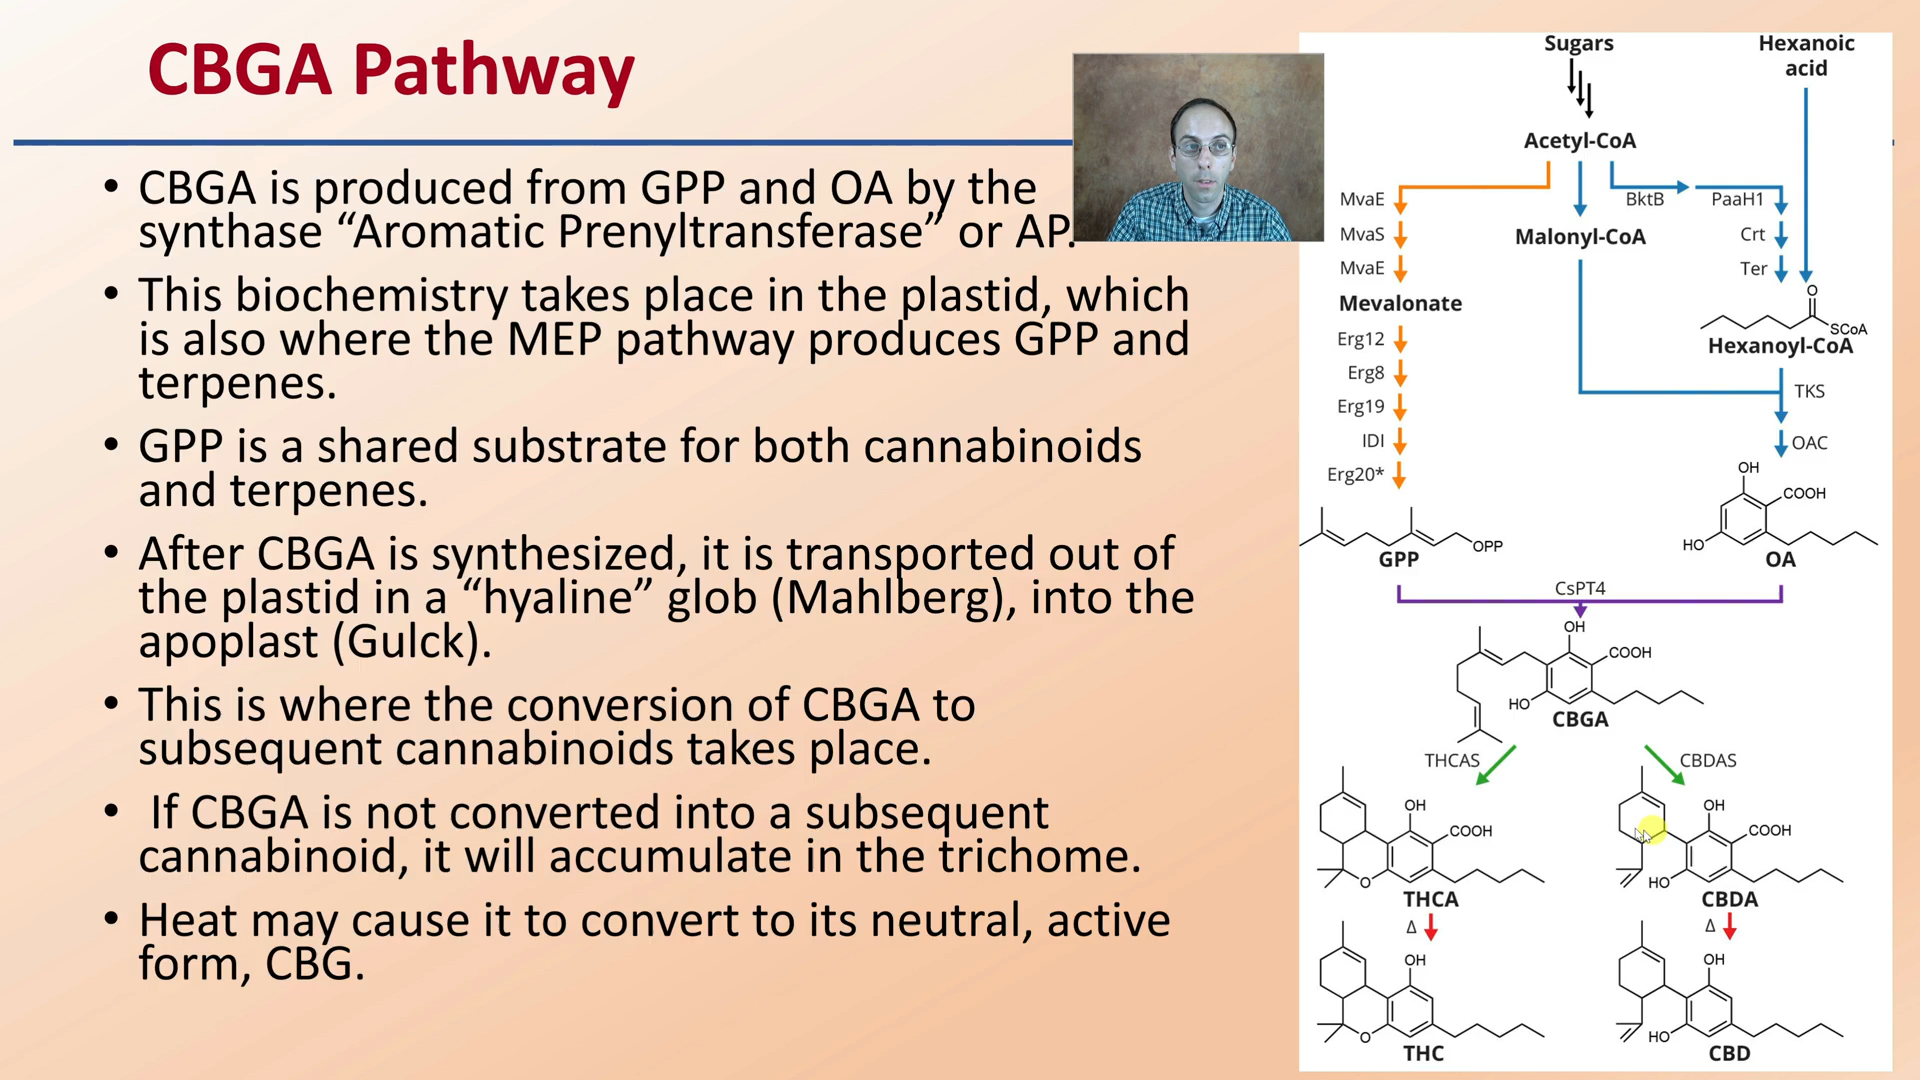 CBGA Pathway
• CBGA is produced from GPP and OA by the
synthase “Aromatic Prenyltransferase” or AP.
• This biochemistry takes place in the plastid, which
is also where the MEP pathway produces GPP and
terpenes.
• GPP is a shared substrate for both cannabinoids
and terpenes.
• After CBGA is synthesized, it is transported out of
the plastid in a “hyaline” glob (Mahlberg), into the
apoplast (Gulck).
• This is where the conversion of CBGA to
subsequent cannabinoids takes place.
• If CBGA is not converted into a subsequent
cannabinoid, it will accumulate in the trichome.
• Heat may cause it to convert to its neutral, active
form, CBG.
Sugars
Hexanoic
acid
Acetyl-CoA
MvaE
BktB
PaaH1
MvaS
Malonyl-CoA
Crt
MvaE
Ter
Mevalonate
O
SCoA
Hexanoyl-CoA
Erg12
Erg8
TKS
Erg19
IDI
OAC
Erg20*
OH
COOH
HO
OPP
GPP
OA
CsPT4
OH
COOH
HO
CBGA
THCAS
CBDAS
OH
COOH
O
THCA
OH
COOH
HO
CBDA
Δ
Δ
OH
O
THC
OH
HO
CBD